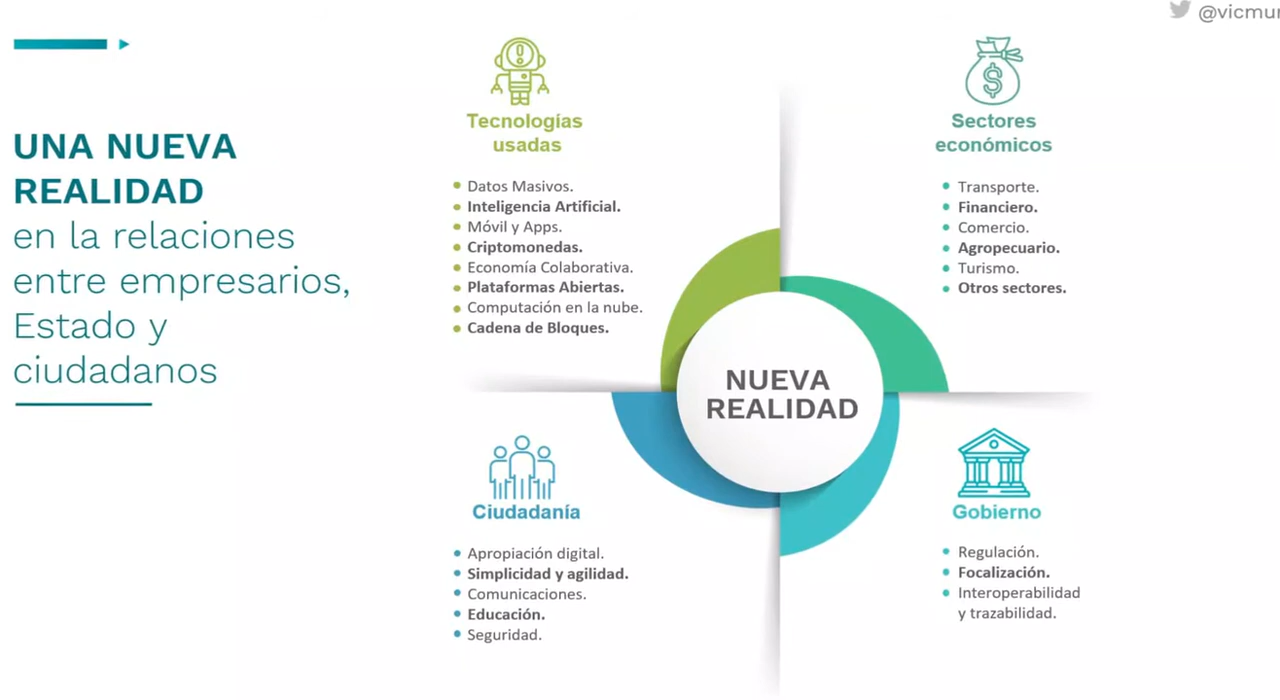 @vicmu
UNA NUEVA
REALIDAD
en la relaciones
entre empresarios,
Estado y
ciudadanos
Tecnologías
usadas
Datos Masivos.
Inteligencia Artificial.
Móvil y Apps.
Criptomonedas.
Economía Colaborativa.
Plataformas Abiertas.
Computación en la nube.
Cadena de Bloques.
Sectores
económicos
Transporte.
Financiero.
Comercio.
Agropecuario.
Turismo.
Otros sectores.
NUEVA
REALIDAD
Ciudadanía
Apropiación digital.
Simplicidad y agilidad.
Comunicaciones.
Educación.
Seguridad.
Gobierno
Regulación.
Focalización.
Interoperabilidad
y trazabilidad.